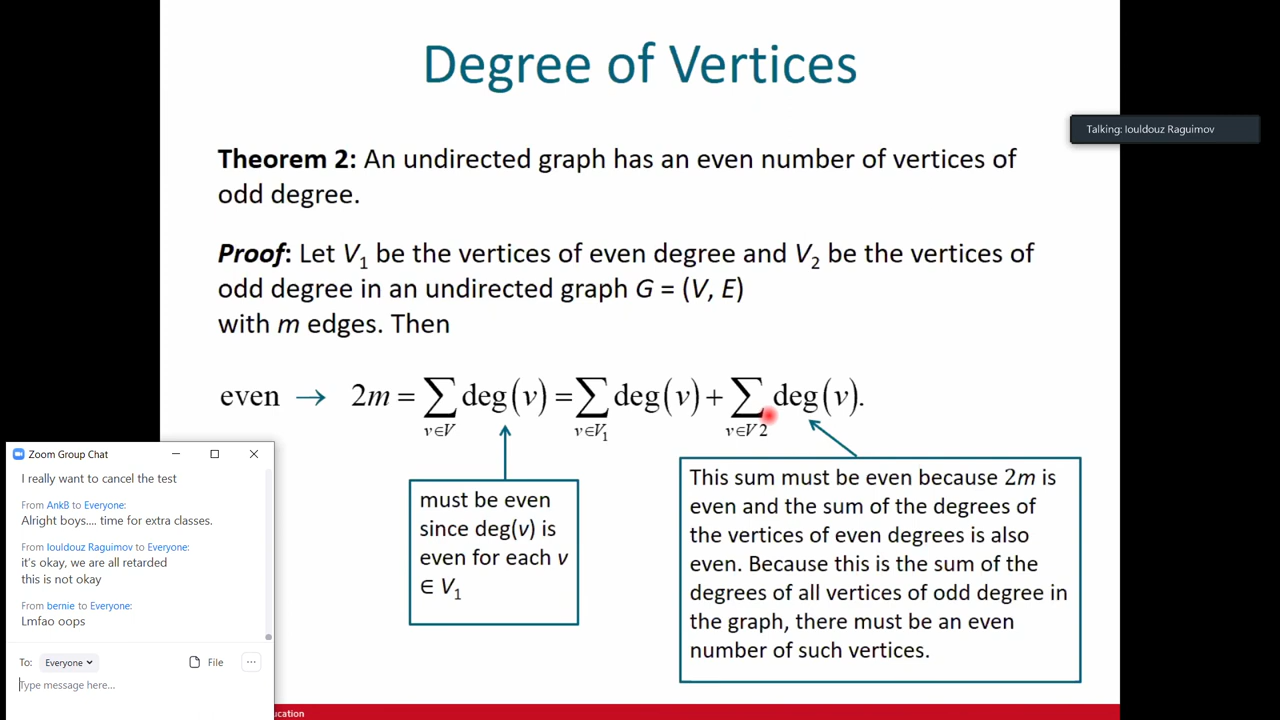 Degree of Vertices
Talking: Iouldouz Raguimov
Theorem 2: An undirected graph has an even number of vertices of
odd degree.
Proof: Let V₁ be the vertices of even degree and V₂ be the vertices of
odd degree in an undirected graph G = (V, E)
with m edges. Then
even → 2m = ∑ deg(v) = ∑ deg(v) + ∑ deg(v).
v∈V v∈V₁ v∈V 2
must be even
since deg(v) is
even for each v
∈ V₁
This sum must be even because 2m is
even and the sum of the degrees of
the vertices of even degrees is also
even. Because this is the sum of the
degrees of all vertices of odd degree in
the graph, there must be an even
number of such vertices.
Zoom Group Chat
I really want to cancel the test
From AnkB to Everyone:
Alright boys.... time for extra classes.
From Iouldouz Raguimov to Everyone:
it's okay, we are all retarded
this is not okay
From bernie to Everyone:
Lmfao oops
To: Everyone File ...
Type message here...
ucation